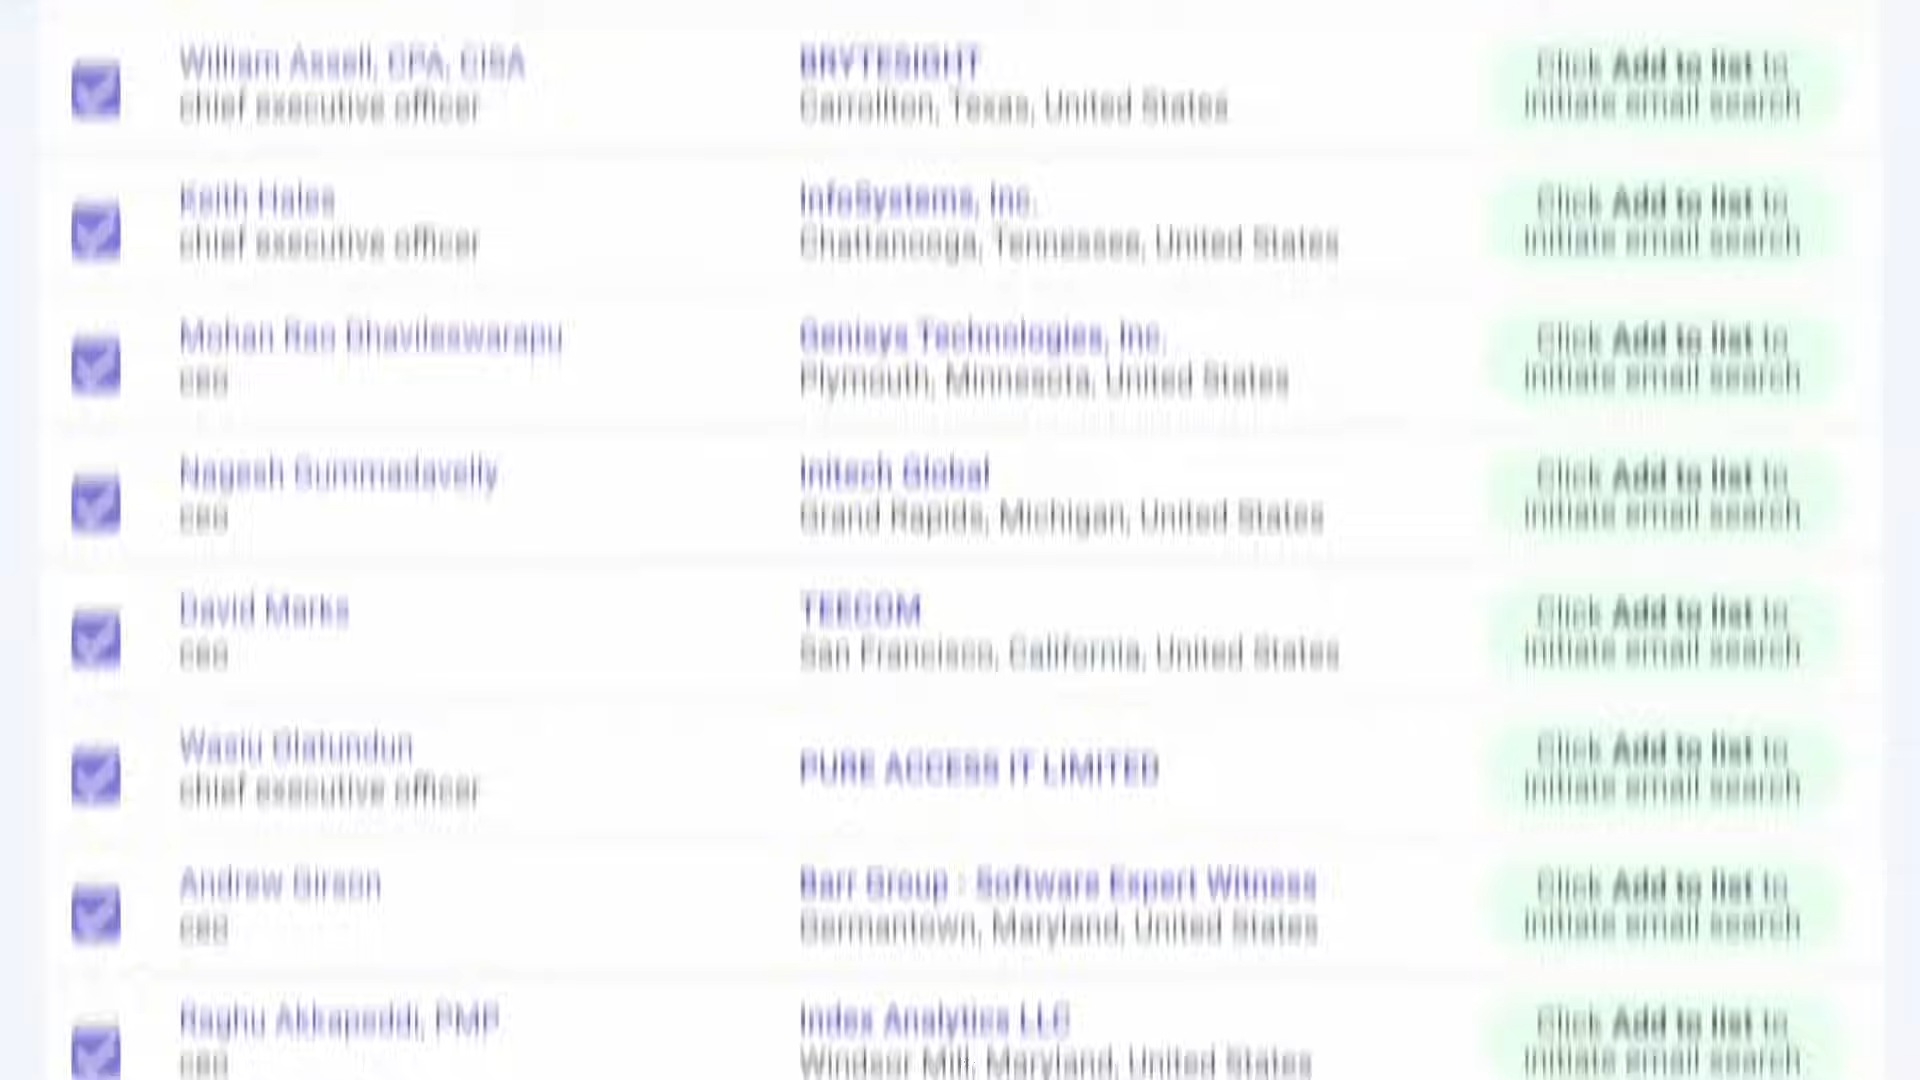 William Assell, CPA, CISA
chief executive officer
BRYTESIGHT
Carrollton, Texas, United States
Click Add to list to
initiate email search
Keith Hales
chief executive officer
InfoSystems, Inc.
Chattanooga, Tennessee, United States
Click Add to list to
initiate email search
Mohan Rao
CEO
Genisys Technologies, Inc.
Plymouth, Minnesota, United States
Click Add to list to
initiate email search
Nagesh Gummadavelly
CEO
Initech Global
Grand Rapids, Michigan, United States
Click Add to list to
initiate email search
David Marks
CEO
TEECOM
San Francisco, California, United States
Click Add to list to
initiate email search
Wasiu Olatundun
chief executive officer
PURE ACCESS IT LIMITED
Click Add to list to
initiate email search
Andrew Girson
CEO
Barr Group - Software Expert Witness
Germantown, Maryland, United States
Click Add to list to
initiate email search
Raghu Akkapeddi, PMP
CEO
Index Analytics LLC
Windsor Mill, Maryland, United States
Click Add to list to
initiate email search